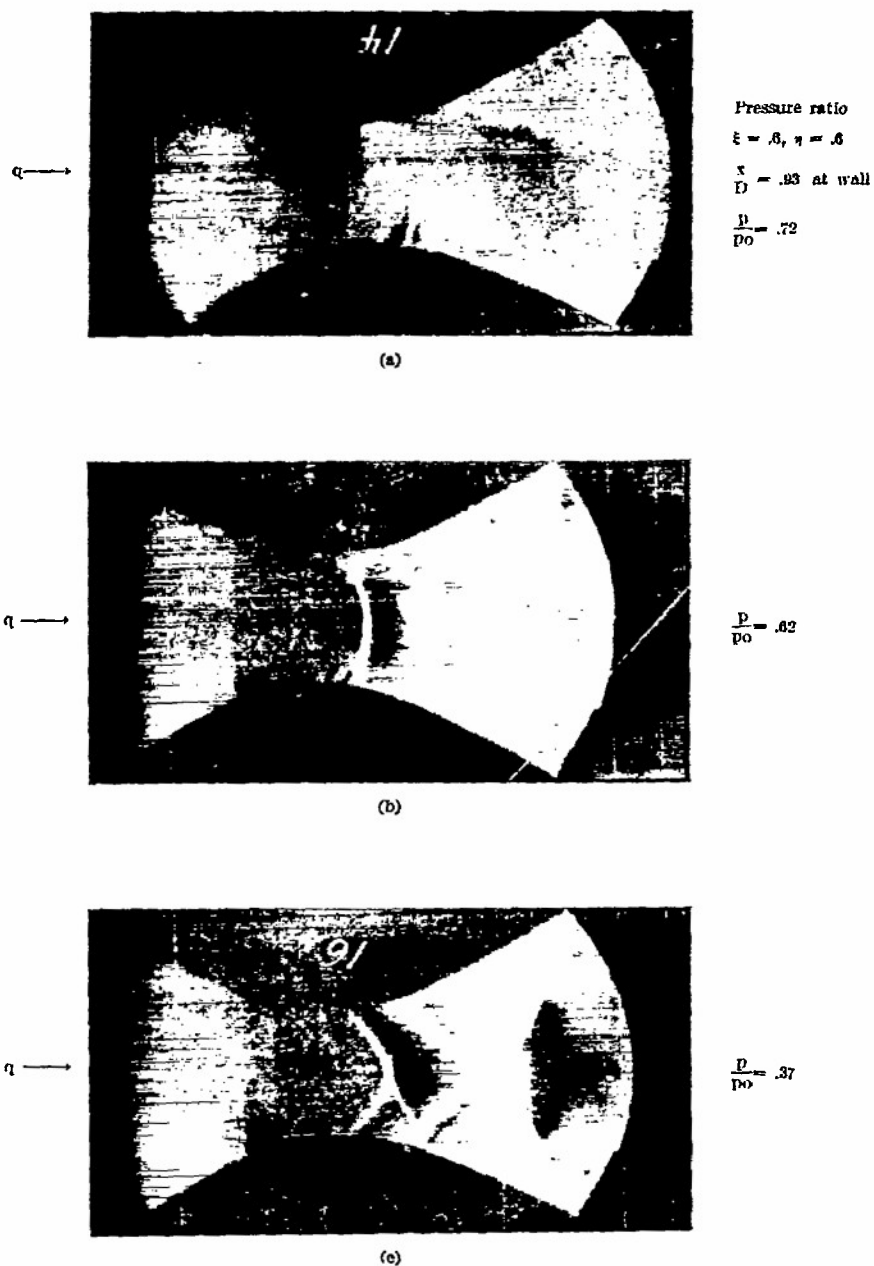 14
Pressure ratio
ξ = .6, η = .6
q →
x/D = .93 at wall
p/po = .72
(a)
q →
p/po = .62
(b)
16
q →
p/po = .37
(c)